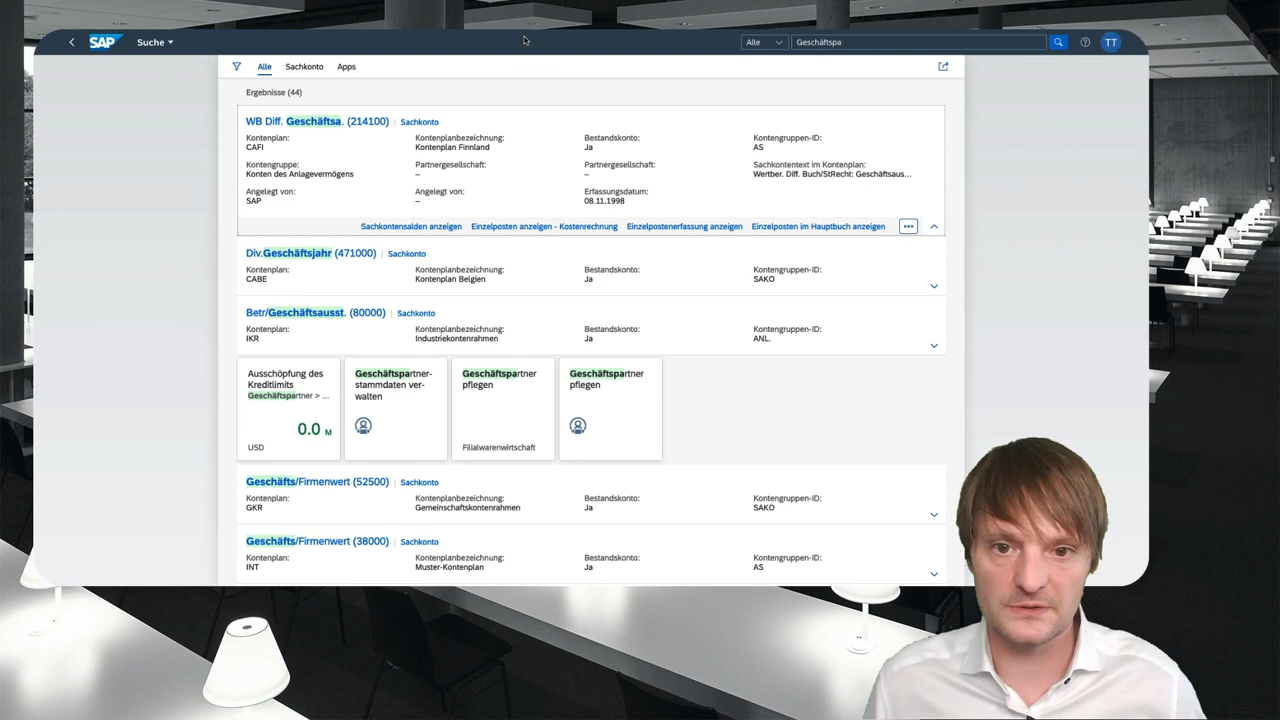 SAP Suche Alle Geschäftspa TT
Alle Sachkonto Apps
Ergebnisse (44)
WB Diff. Geschäftsa. (214100) Sachkonto
Kontenplan: Kontenplanbezeichnung: Bestandskonto: Kontengruppen-ID:
CAFI Kontenplan Finnland Ja AS
Kontengruppe: Partnergesellschaft: Partnergesellschaft: Sachkontentext im Kontenplan:
Konten des Anlagevermögens – – Wertber. Diff. Buch/StRecht: Geschäftsaus...
Angelegt von: Angelegt von: Erfassungsdatum:
SAP – 08.11.1998
Sachkontensalden anzeigen Einzelposten anzeigen - Kostenrechnung Einzelpostenerfassung anzeigen Einzelposten im Hauptbuch anzeigen
Div.Geschäftsjahr (471000) Sachkonto
Kontenplan: Kontenplanbezeichnung: Bestandskonto: Kontengruppen-ID:
CABE Kontenplan Belgien Ja SAKO
Betr/Geschäftsausst. (80000) Sachkonto
Kontenplan: Kontenplanbezeichnung: Bestandskonto: Kontengruppen-ID:
IKR Industriekontenrahmen Ja ANL.
Ausschöpfung des
Kreditlimits
Geschäftspartner > ...
0.0 M
USD
Geschäftspartner-
stammdaten ver-
walten
Geschäftspartner
pflegen
Filialwarenwirtschaft
Geschäftspartner
pflegen
Geschäfts/Firmenwert (52500) Sachkonto
Kontenplan: Kontenplanbezeichnung: Bestandskonto: Kontengruppen-ID:
GKR Gemeinschaftskontenrahmen Ja SAKO
Geschäfts/Firmenwert (38000) Sachkonto
Kontenplan: Kontenplanbezeichnung: Bestandskonto: Kontengruppen-ID:
INT Muster-Kontenplan Ja AS